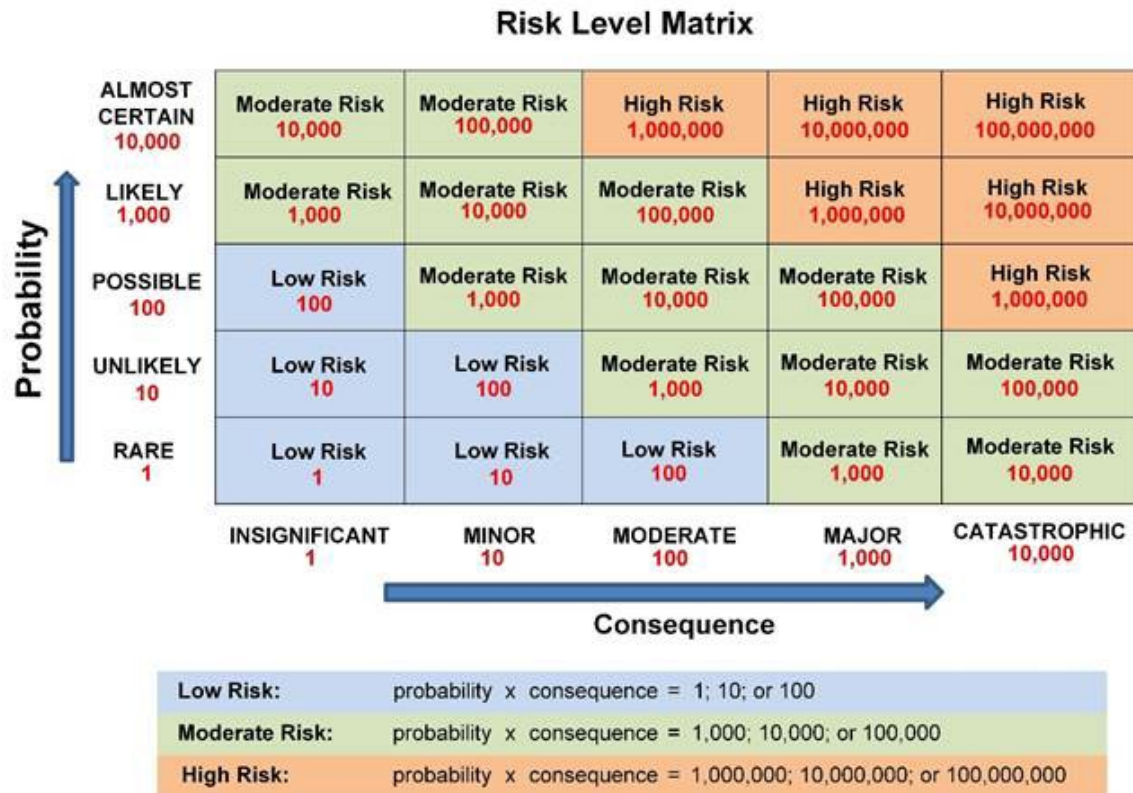 Risk Level Matrix
ALMOST
CERTAIN
10,000
Moderate Risk
10,000
Moderate Risk
100,000
High Risk
1,000,000
High Risk
10,000,000
High Risk
100,000,000
LIKELY
1,000
Moderate Risk
1,000
Moderate Risk
10,000
Moderate Risk
100,000
High Risk
1,000,000
High Risk
10,000,000
Probability
POSSIBLE
100
Low Risk
100
Moderate Risk
1,000
Moderate Risk
10,000
Moderate Risk
100,000
High Risk
1,000,000
UNLIKELY
10
Low Risk
10
Low Risk
100
Moderate Risk
1,000
Moderate Risk
10,000
Moderate Risk
100,000
RARE
1
Low Risk
1
Low Risk
10
Low Risk
100
Moderate Risk
1,000
Moderate Risk
10,000
INSIGNIFICANT
1
MINOR
10
MODERATE
100
MAJOR
1,000
CATASTROPHIC
10,000
Consequence
Low Risk: probability x consequence = 1; 10; or 100
Moderate Risk: probability x consequence = 1,000; 10,000; or 100,000
High Risk: probability x consequence = 1,000,000; 10,000,000; or 100,000,000